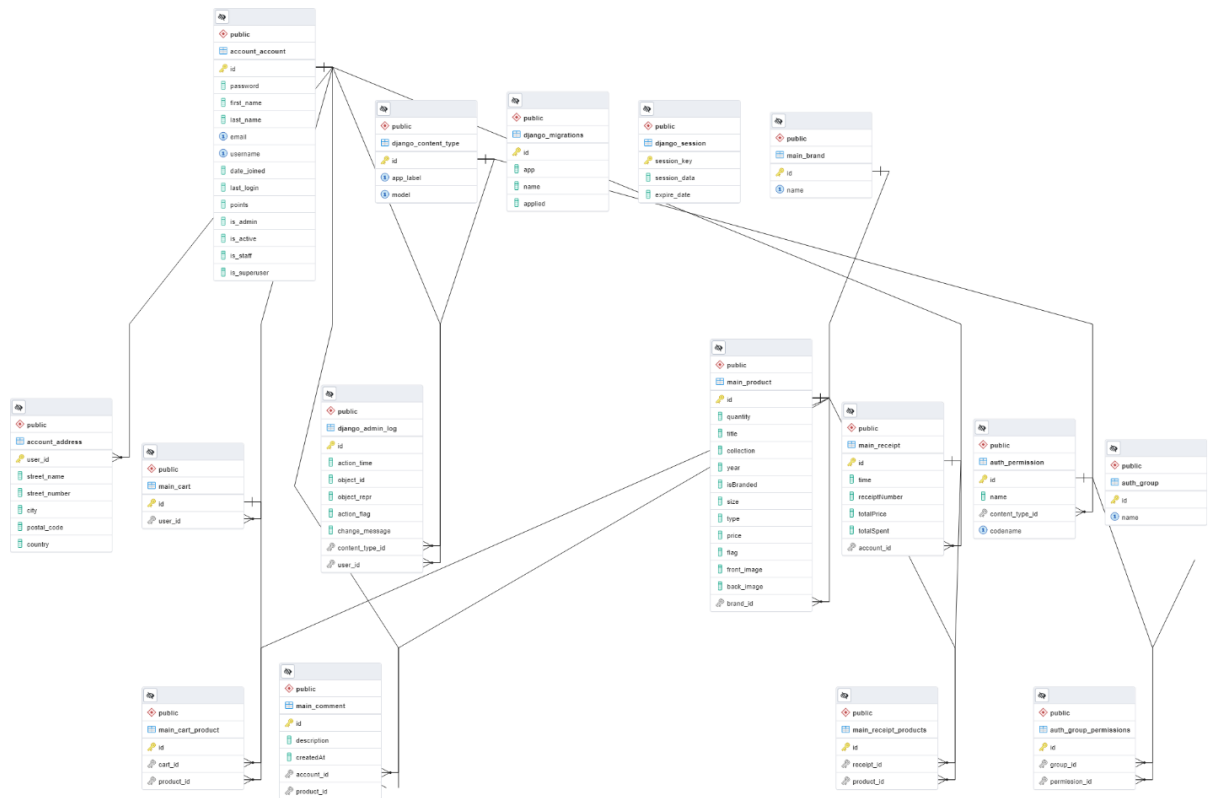 public
account_account
id
password
first_name
last_name
email
username
date_joined
last_login
points
is_admin
is_active
is_staff
is_superuser
public
django_content_type
id
app_label
model
public
django_migrations
id
app
name
applied
public
django_session
session_key
session_data
expire_date
public
main_brand
id
name
public
account_address
user_id
street_name
street_number
city
postal_code
country
public
main_cart
id
user_id
public
django_admin_log
id
action_time
object_id
object_repr
action_flag
change_message
content_type_id
user_id
public
main_product
id
quantity
title
collection
year
isBranded
size
type
price
flag
front_image
back_image
brand_id
public
main_receipt
id
time
receiptNumber
totalPrice
totalSpent
account_id
public
auth_permission
id
name
content_type_id
codename
public
auth_group
id
name
public
main_cart_product
id
cart_id
product_id
public
main_comment
id
description
createdAt
account_id
product_id
public
main_receipt_products
id
receipt_id
product_id
public
auth_group_permissions
id
group_id
permission_id